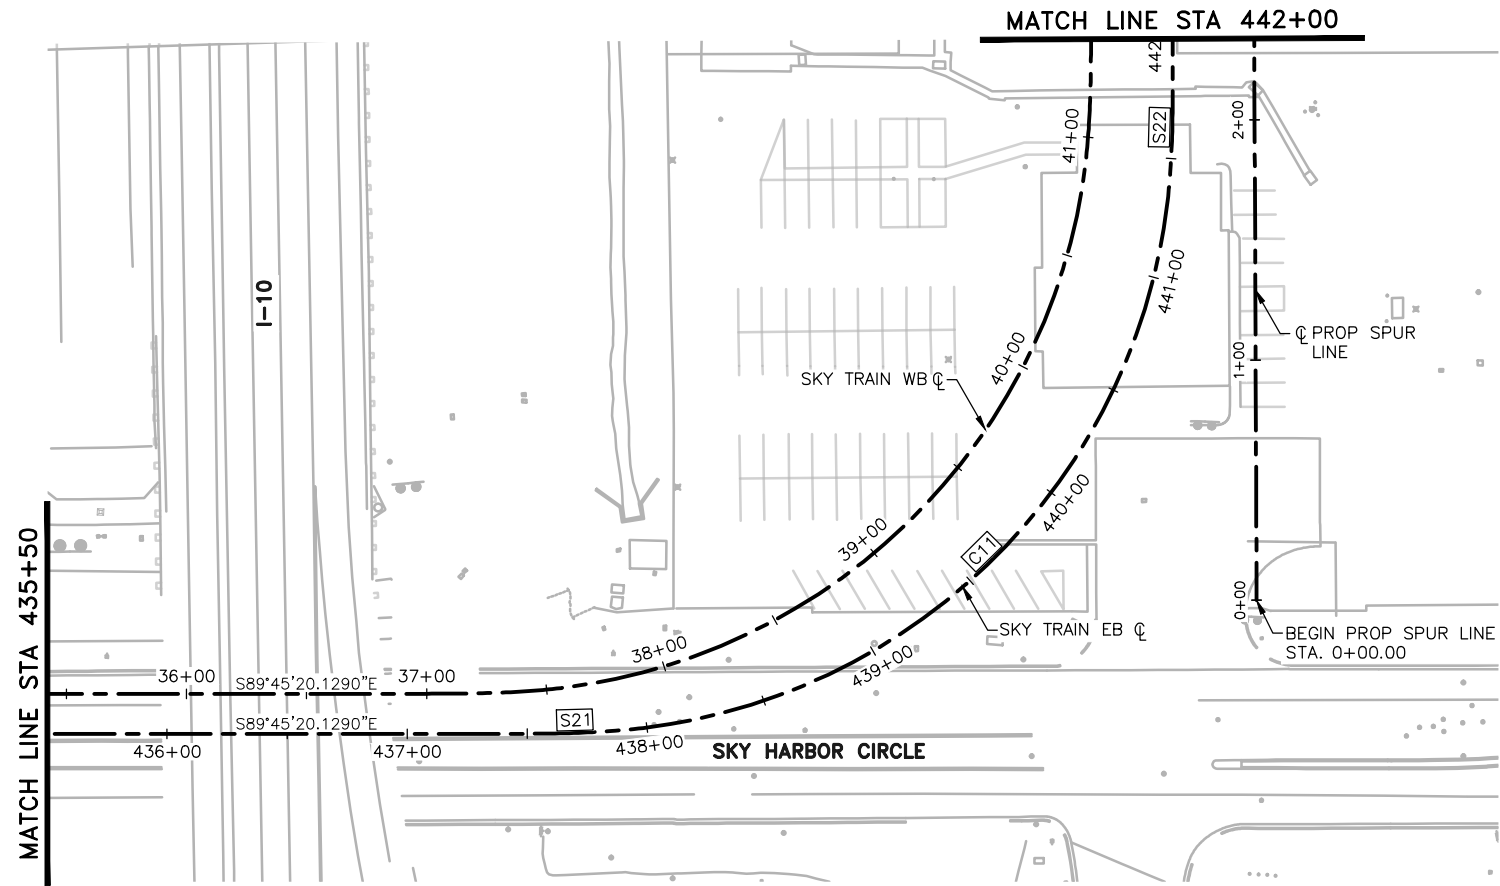 MATCH LINE STA 442+00
442
S22
41+00
2+00
441+00
I-10
℄ PROP SPUR
LINE
1+00
40+00
SKY TRAIN WB ℄
440+00
39+00
C11
MATCH LINE STA 435+50
0+00
SKY TRAIN EB ℄
BEGIN PROP SPUR LINE
STA. 0+00.00
38+00
439+00
36+00
S89°45'20.1290"E
37+00
S89°45'20.1290"E
S21
436+00
437+00
438+00
SKY HARBOR CIRCLE